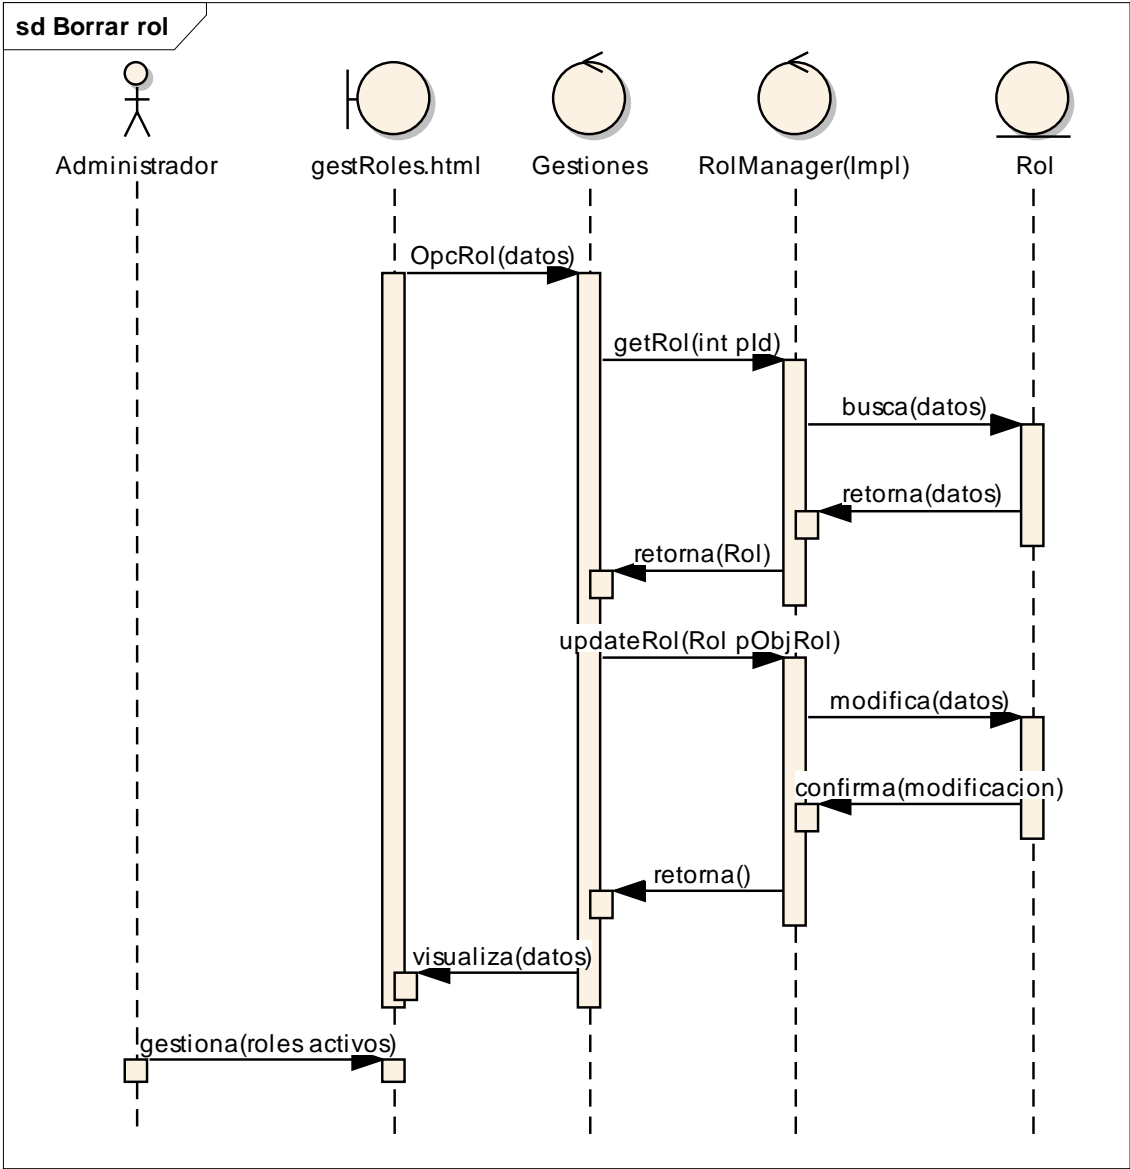 sd Borrar rol
Administrador
gestRoles.html
Gestiones
RolManager(Impl)
Rol
OpcRol(datos)
getRol(int pId)
busca(datos)
retorna(datos)
retorna(Rol)
updateRol(Rol pObjRol)
modifica(datos)
confirma(modificacion)
retorna()
visualiza(datos)
gestiona(roles activos)